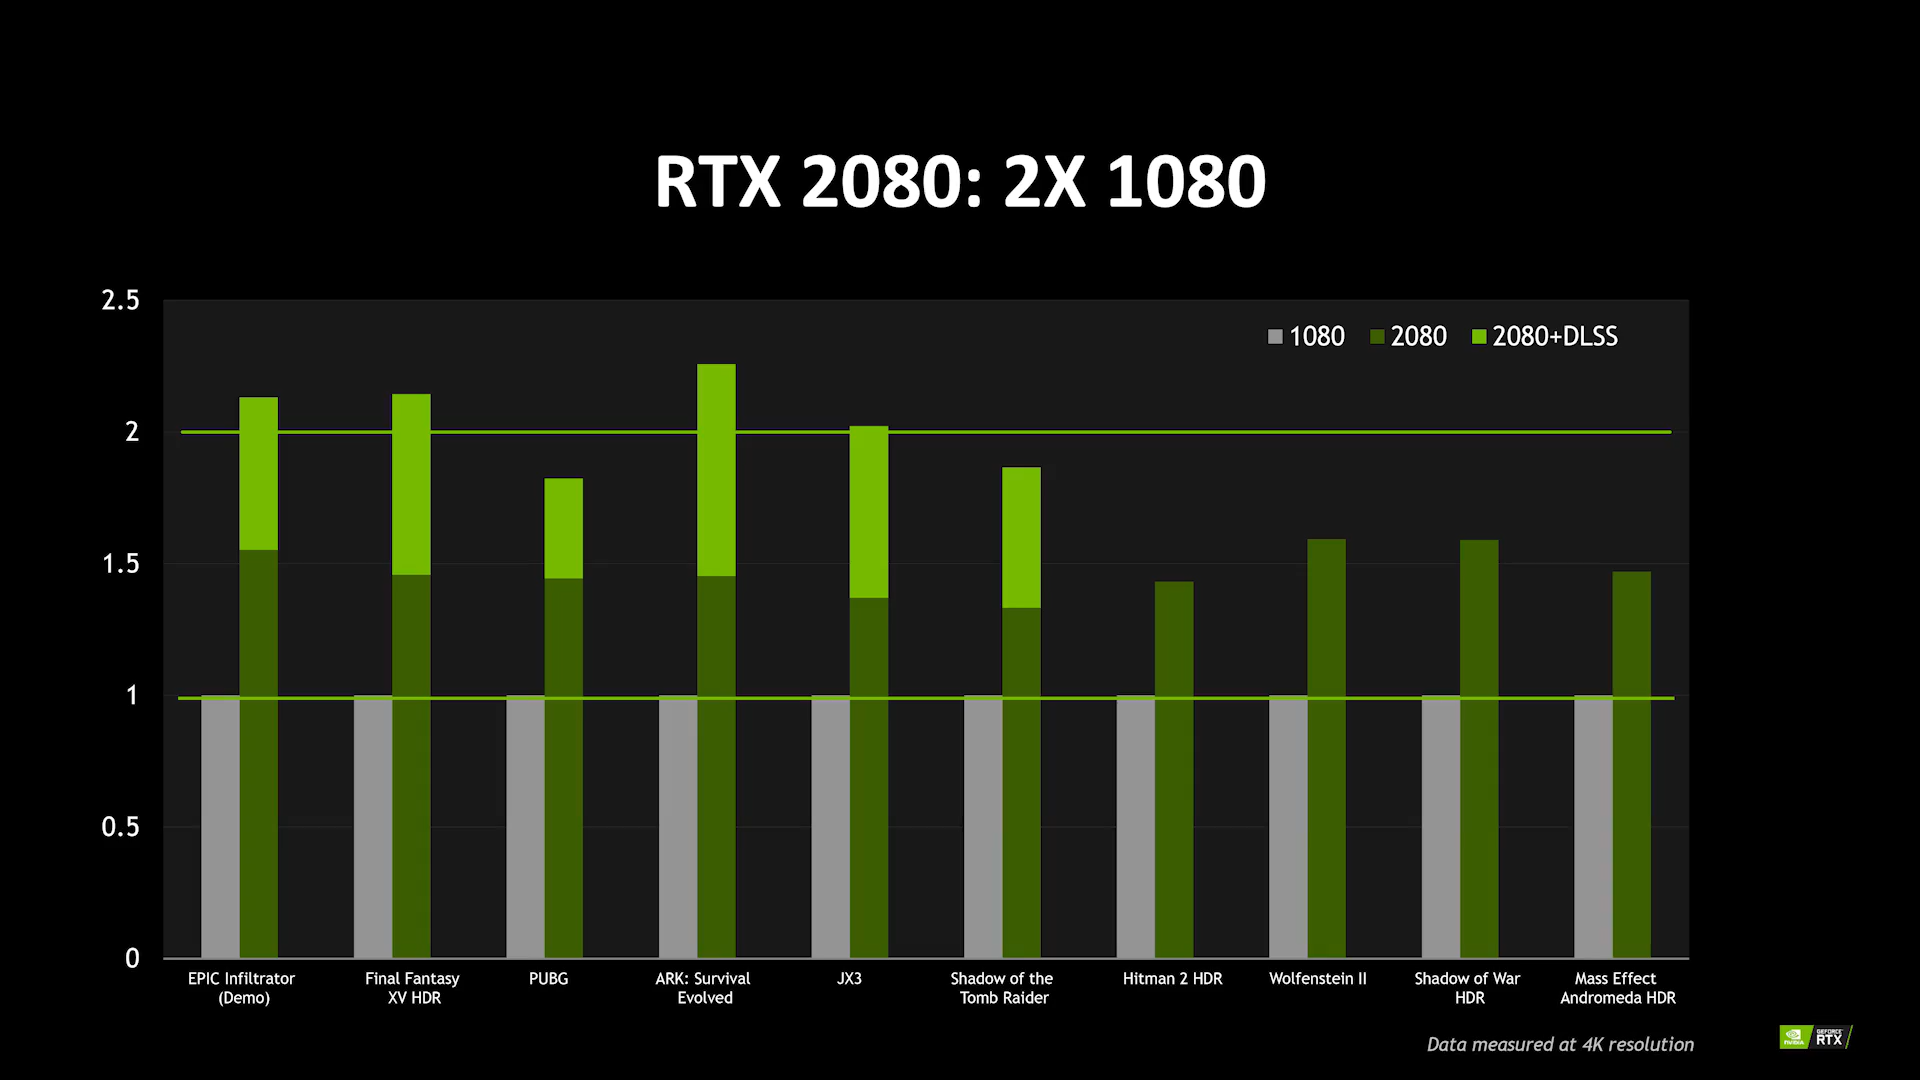 RTX 2080: 2X 1080
2.5
1080 2080 2080+DLSS
2
1.5
1
0.5
0
EPIC Infiltrator
(Demo)
Final Fantasy
XV HDR
PUBG
ARK: Survival
Evolved
JX3
Shadow of the
Tomb Raider
Hitman 2 HDR
Wolfenstein II
Shadow of War
HDR
Mass Effect
Andromeda HDR
Data measured at 4K resolution
NVIDIA
GEFORCE
RTX